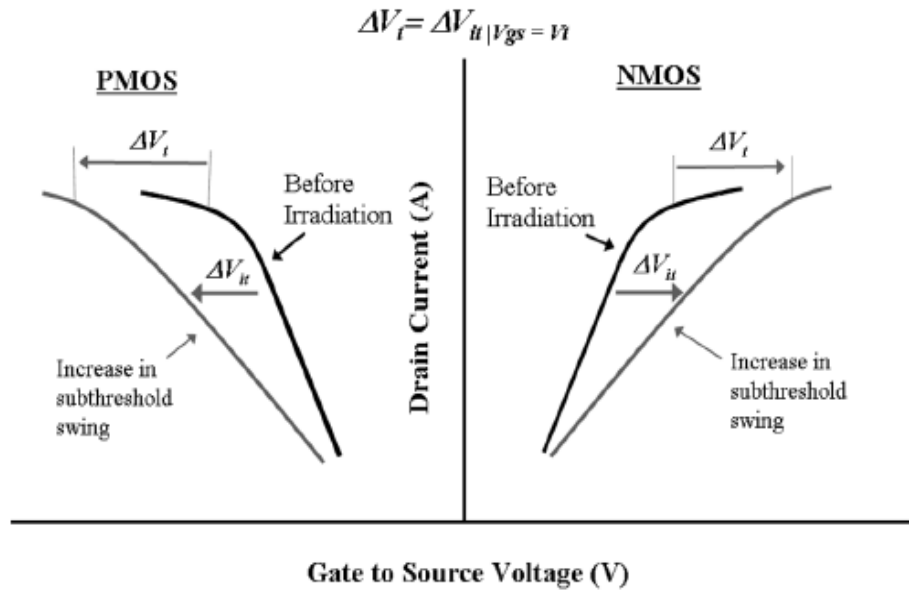 ΔVt = ΔVit|Vgs = Vt
PMOS
NMOS
ΔVt
ΔVt
Before
Irradiation
Before
Irradiation
ΔVit
ΔVit
Drain Current (A)
Increase in
subthreshold
swing
Increase in
subthreshold
swing
Gate to Source Voltage (V)